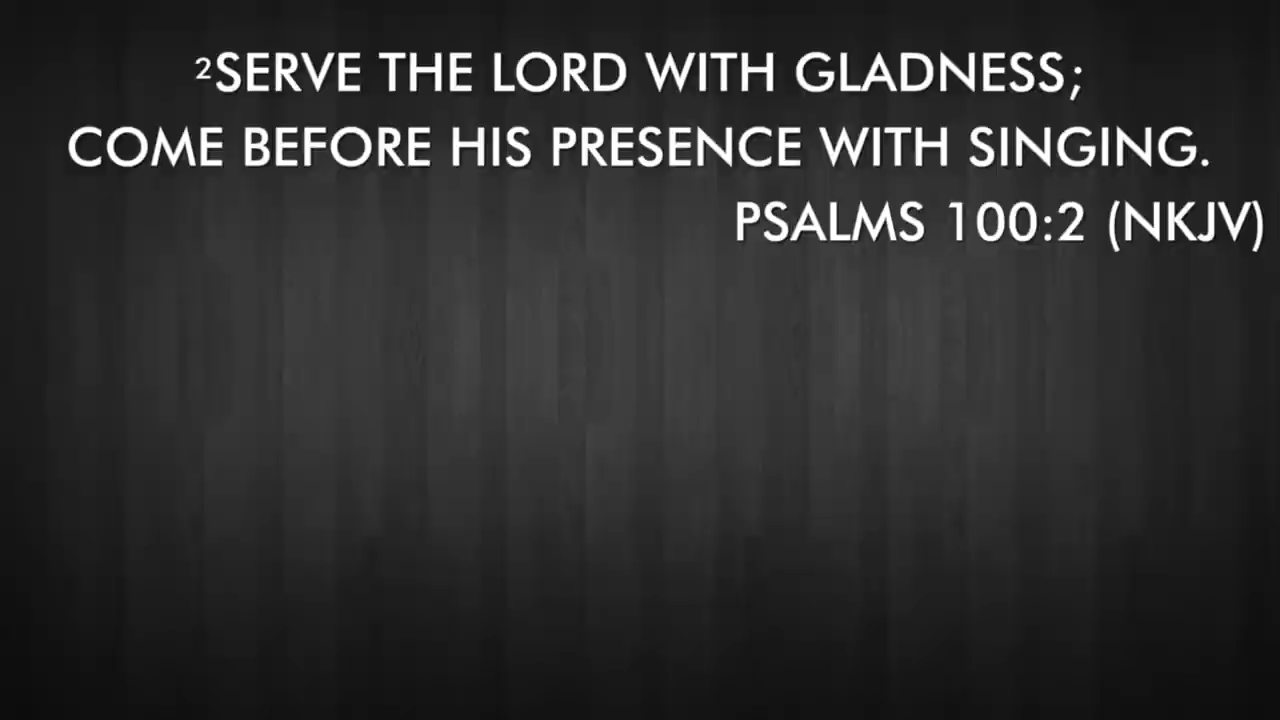 ²SERVE THE LORD WITH GLADNESS;
COME BEFORE HIS PRESENCE WITH SINGING.
PSALMS 100:2 (NKJV)